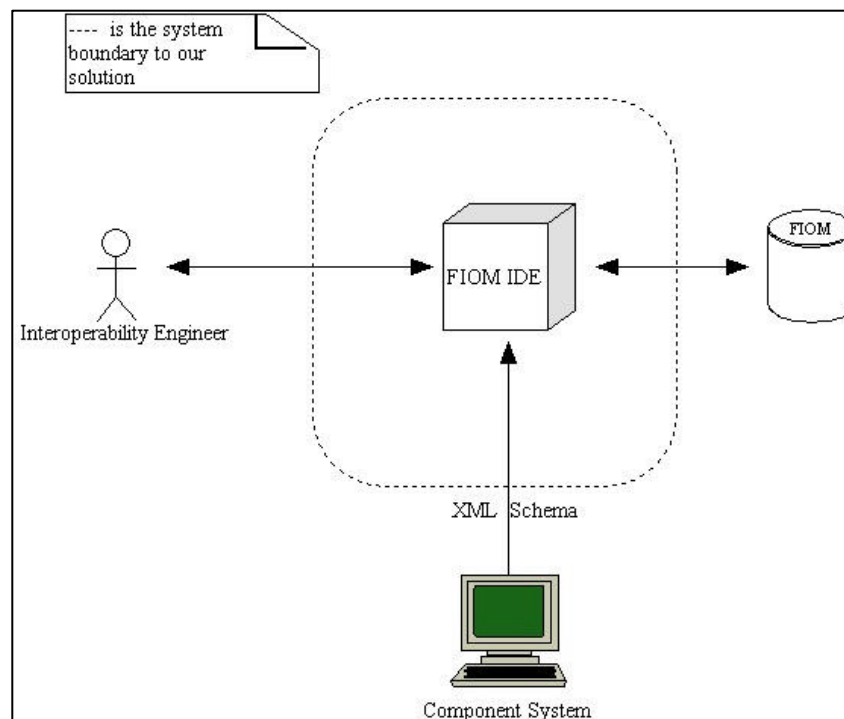 ---- is the system
boundary to our
solution
FIOM IDE
FIOM
Interoperability Engineer
XML Schema
Component System